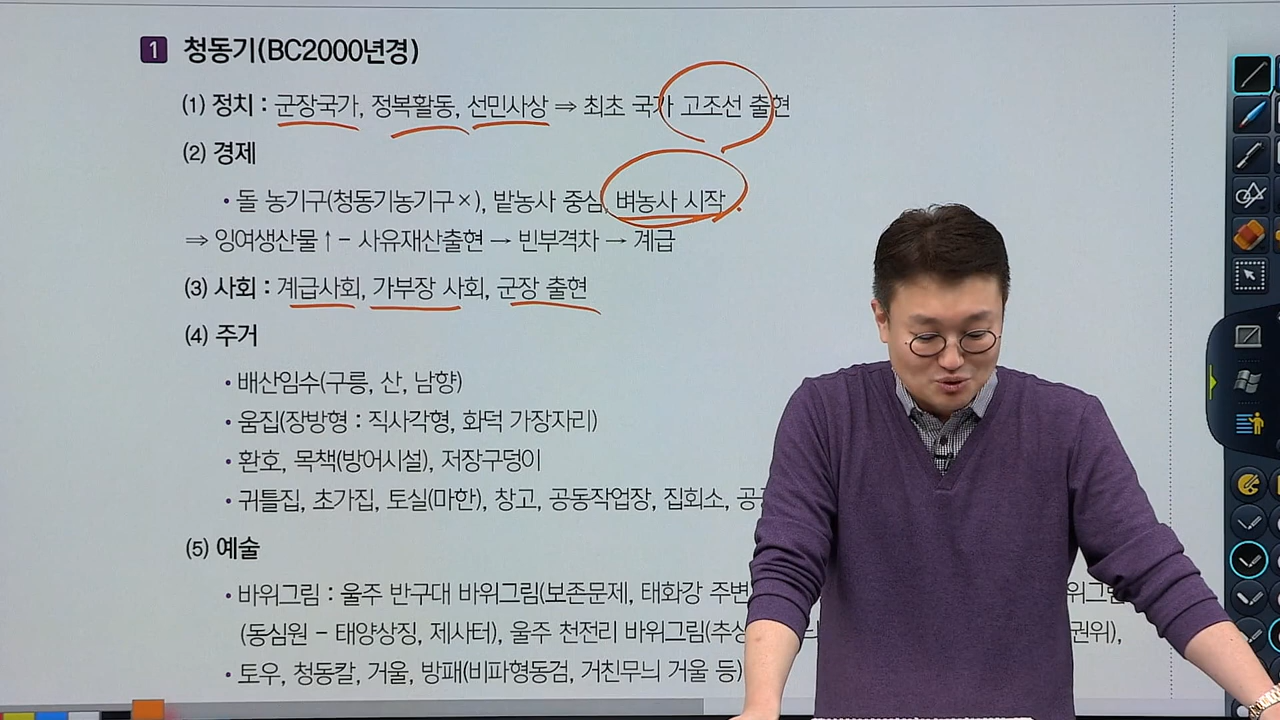 1 청동기(BC2000년경)
(1) 정치 : 군장국가, 정복활동, 선민사상 ⇒ 최초 국가 고조선 출현
(2) 경제
• 돌 농기구(청동기농기구×), 밭농사 중심, 벼농사 시작
⇒ 잉여생산물↑- 사유재산출현 → 빈부격차 → 계급
(3) 사회 : 계급사회, 가부장 사회, 군장 출현
(4) 주거
• 배산임수(구릉, 산, 남향)
• 움집(장방형 : 직사각형, 화덕 가장자리)
• 환호, 목책(방어시설), 저장구덩이
• 귀틀집, 초가집, 토실(마한), 창고, 공동작업장, 집회소,
(5) 예술
• 바위그림 : 울주 반구대 바위그림(보존문제, 태화강 주변
(동심원 - 태양상징, 제사터), 울주 천전리 바위그림(추상 권위),
• 토우, 청동칼, 거울, 방패(비파형동검, 거친무늬 거울 등)